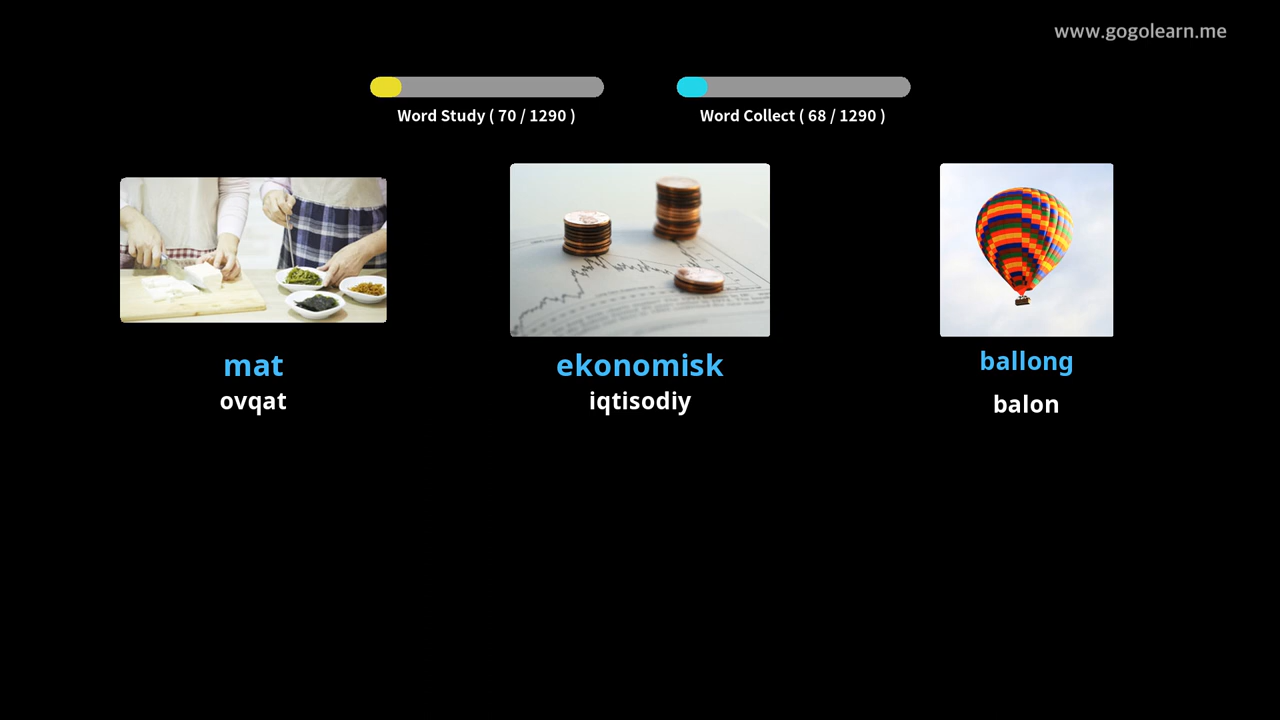 www.gogolearn.me
Word Study ( 70 / 1290 )
Word Collect ( 68 / 1290 )
mat
ovqat
ekonomisk
iqtisodiy
ballong
balon